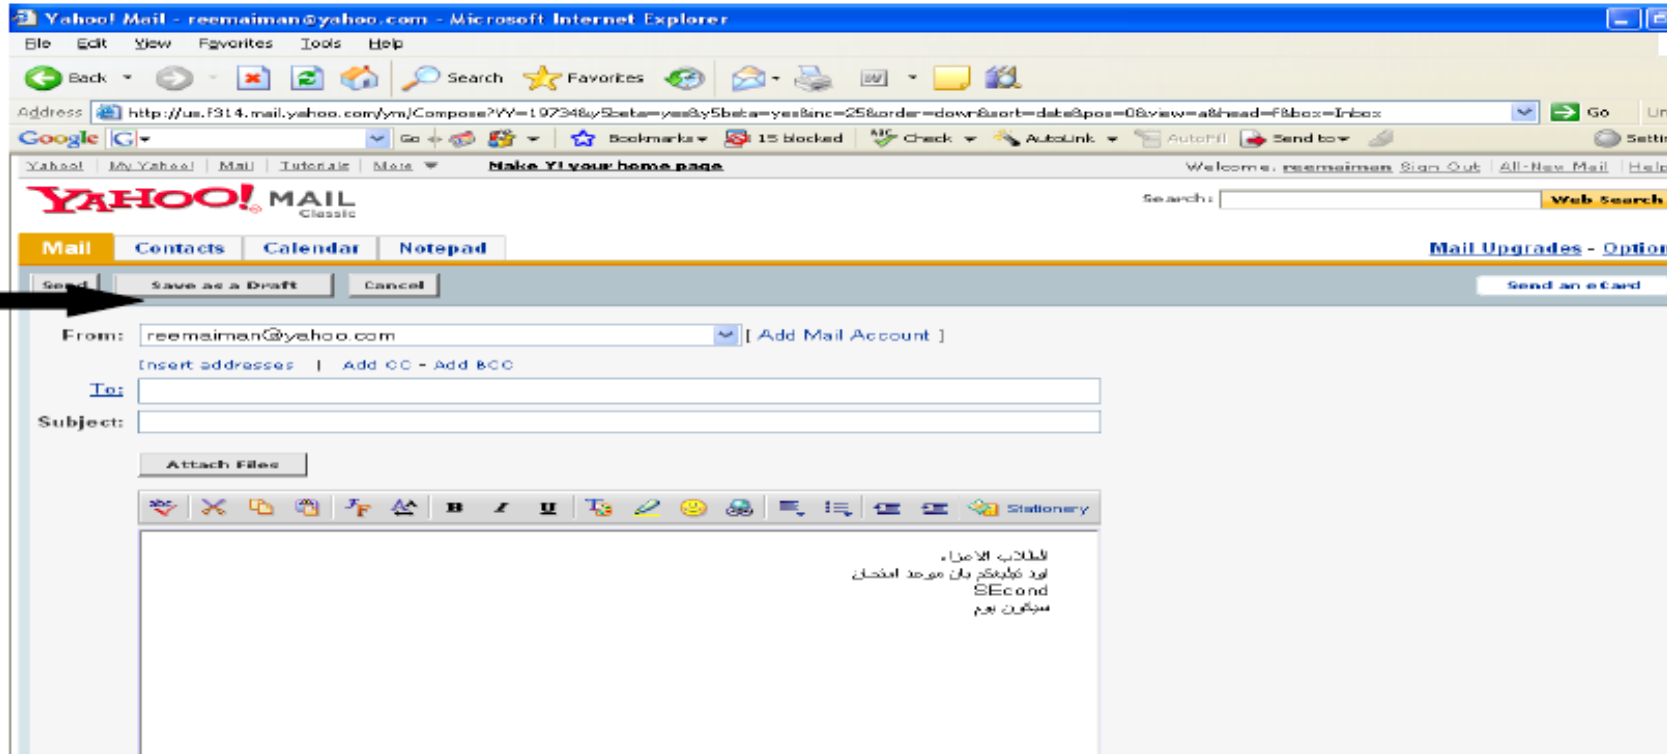 Yahoo! Mail - reemaiman@yahoo.com - Microsoft Internet Explorer
File Edit View Favorites Tools Help
Back Search Favorites
Address http://us.f314.mail.yahoo.com/ym/Compose?YY=19734&y5beta=yes&y5beta=yes&inc=25&order=down&sort=date&pos=0&view=a&head=f&box=Inbox Go
Google G Go Bookmarks 15 blocked Check AutoLink AutoFill Send to
Yahoo! My Yahoo! Mail Tutorials More Make Y! your home page Welcome, reemaiman Sign Out All-New Mail Help
YAHOO! MAIL Search: Web Search
Classic
Mail Contacts Calendar Notepad Mail Upgrades - Option
Send Save as a Draft Cancel Send an eCard
From: reemaiman@yahoo.com [ Add Mail Account ]
Insert addresses | Add CC - Add BCC
To:
Subject:
Attach Files
B I U Stationery
الطلاب الاعزاء
اود تبليغكم بان موعد امتحان
SEcond
سيكون يوم